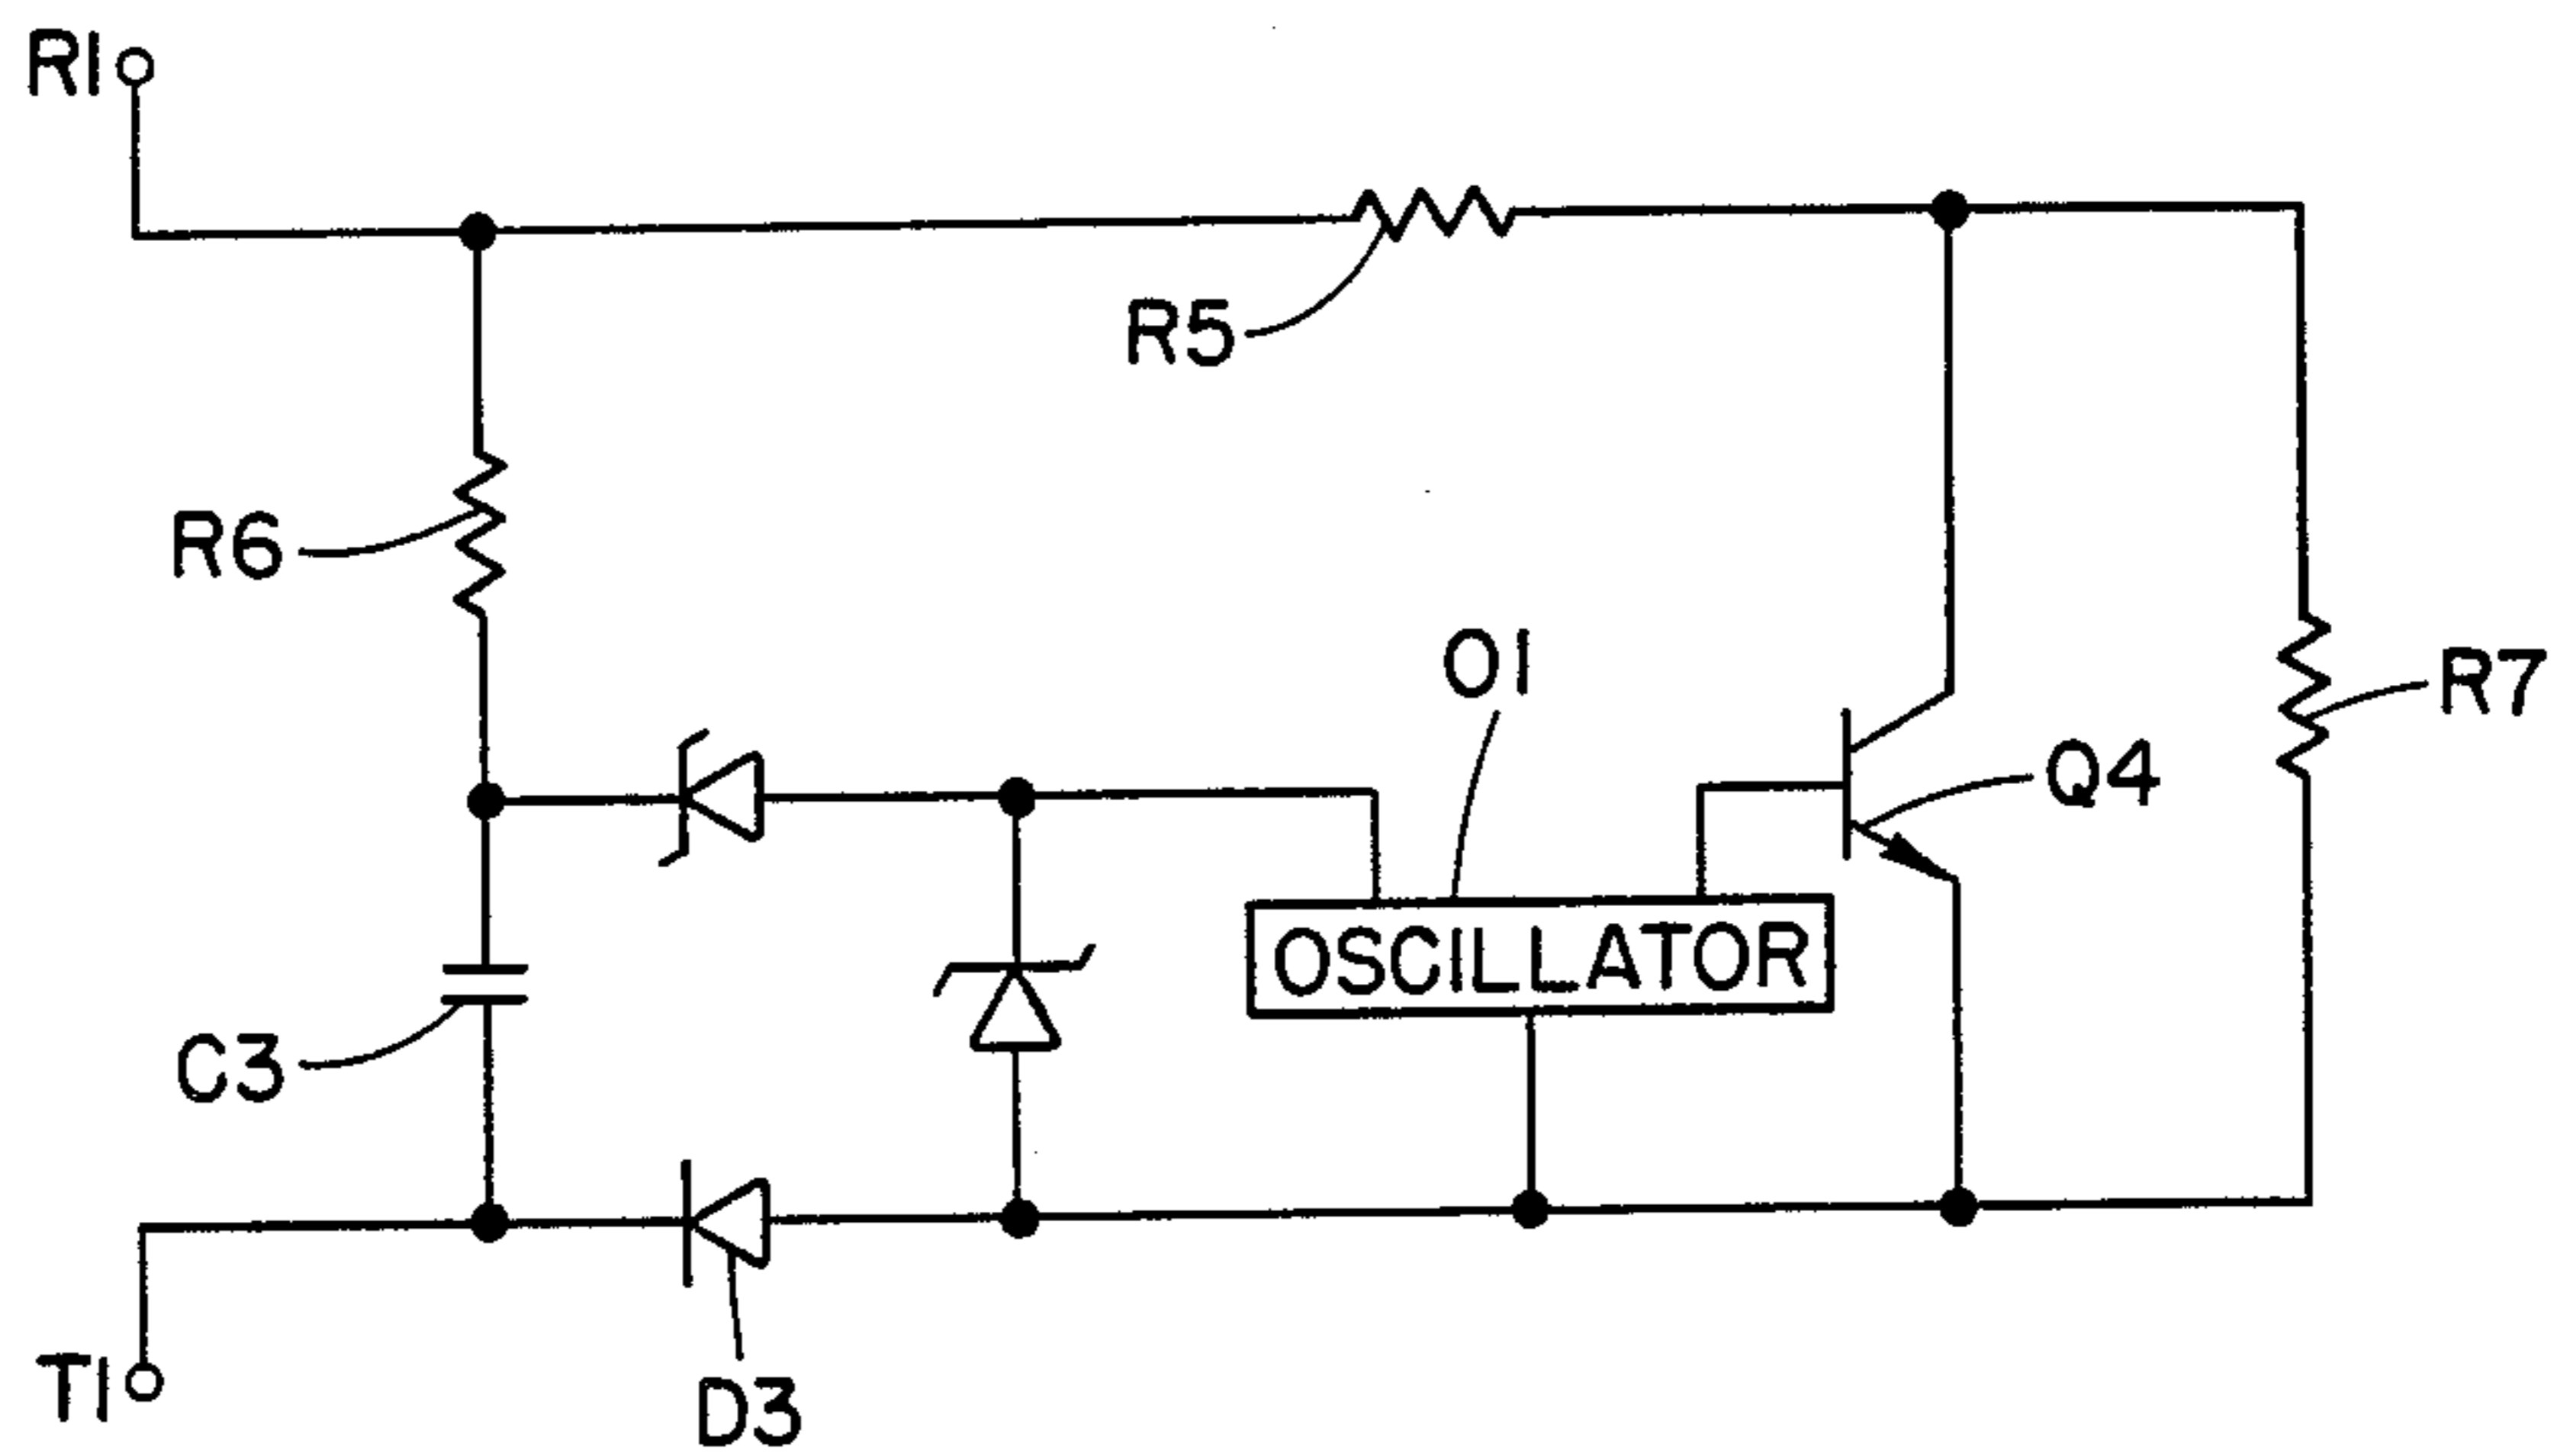 R1
R5
R6
O1
R7
Q4
OSCILLATOR
C3
T1
D3